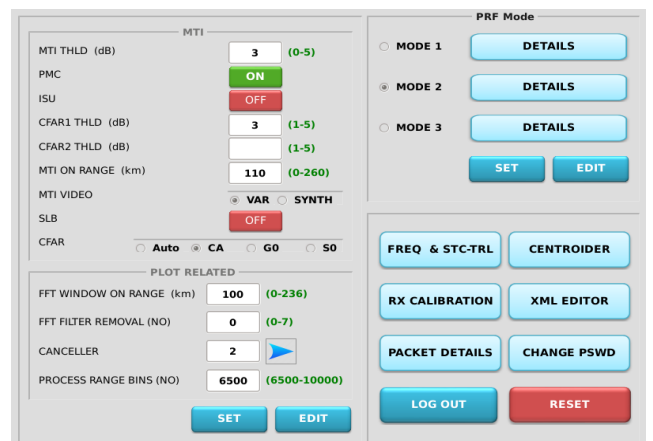 MTI
MTI THLD (dB) 3 (0-5)
PMC ON
ISU OFF
CFAR1 THLD (dB) 3 (1-5)
CFAR2 THLD (dB) (1-5)
MTI ON RANGE (km) 110 (0-260)
MTI VIDEO VAR SYNTH
SLB OFF
CFAR Auto CA G0 S0
PLOT RELATED
FFT WINDOW ON RANGE (km) 100 (0-236)
FFT FILTER REMOVAL (NO) 0 (0-7)
CANCELLER 2
PROCESS RANGE BINS (NO) 6500 (6500-10000)
SET EDIT
PRF Mode
MODE 1 DETAILS
MODE 2 DETAILS
MODE 3 DETAILS
SET EDIT
FREQ & STC-TRL CENTROIDER
RX CALIBRATION XML EDITOR
PACKET DETAILS CHANGE PSWD
LOG OUT RESET